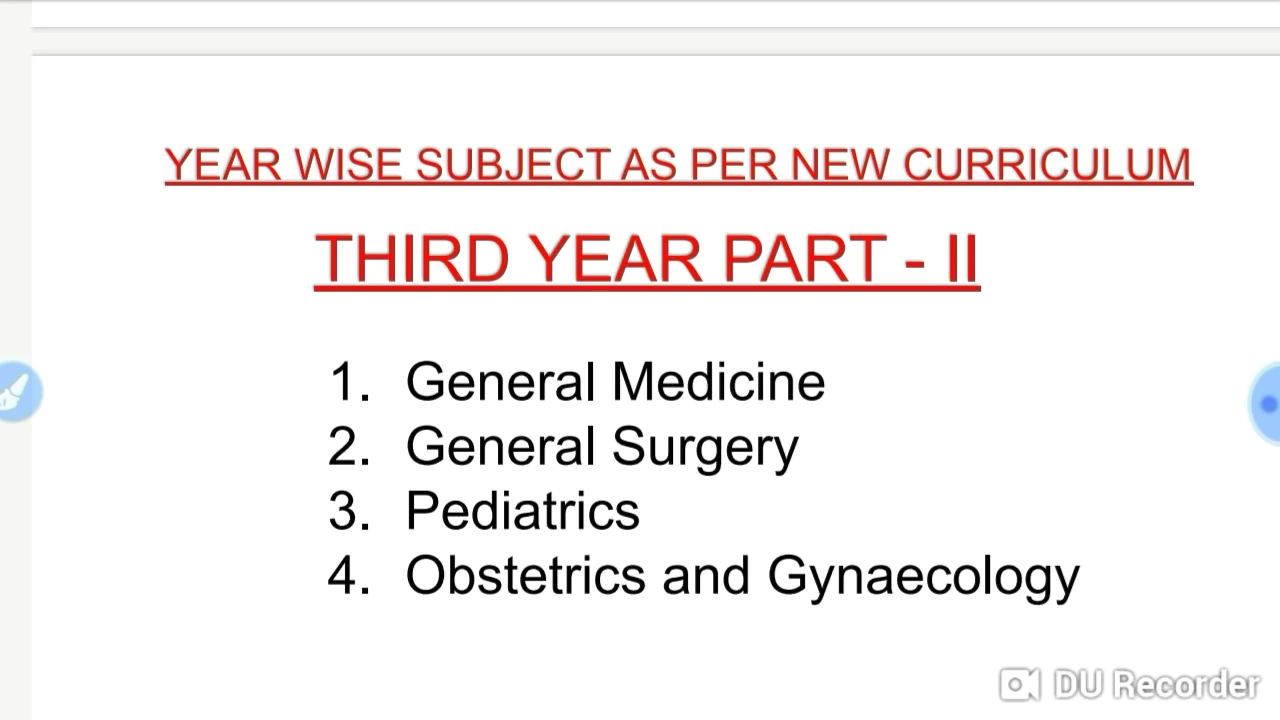 YEAR WISE SUBJECT AS PER NEW CURRICULUM
THIRD YEAR PART - II
1. General Medicine
2. General Surgery
3. Pediatrics
4. Obstetrics and Gynaecology
DU Recorder